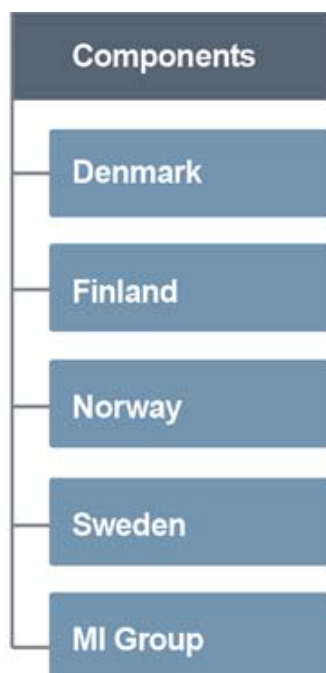 Components
Denmark
Finland
Norway
Sweden
MI Group